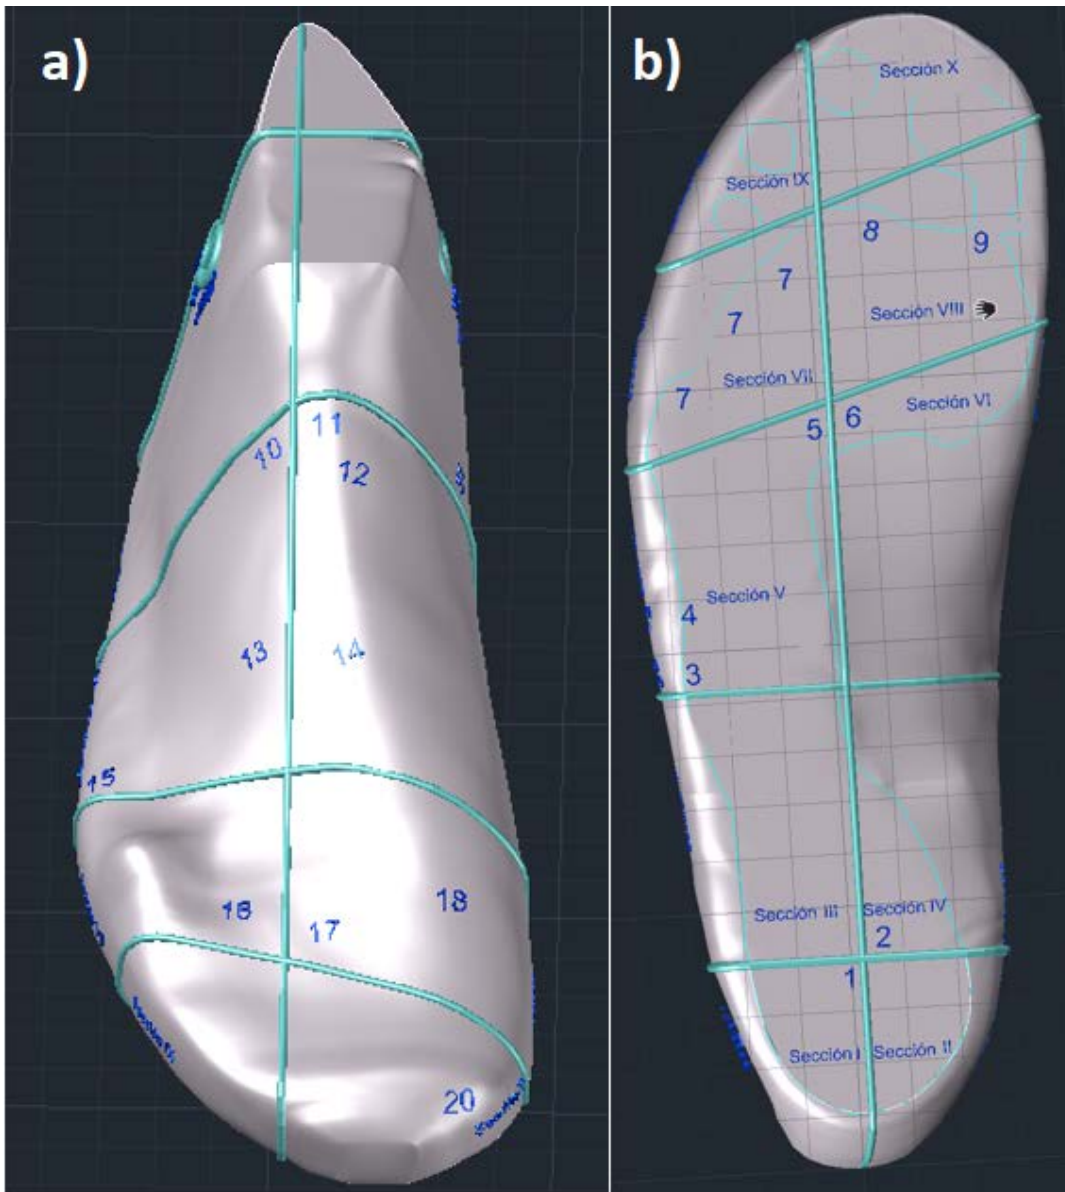 a)
11
10
12
13
14
15
16
17
18
20
b)
Sección X
Sección IX
8
9
7
Sección VIII
7
Sección VII
7
Sección VI
6
5
Sección V
4
3
Sección III
Sección IV
2
1
Sección I
Sección II